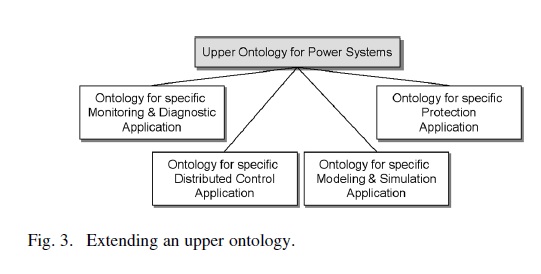 Upper Ontology for Power Systems
Ontology for specific
Monitoring & Diagnostic
Application
Ontology for specific
Protection
Application
Ontology for specific
Distributed Control
Application
Ontology for specific
Modeling & Simulation
Application
Fig. 3. Extending an upper ontology.